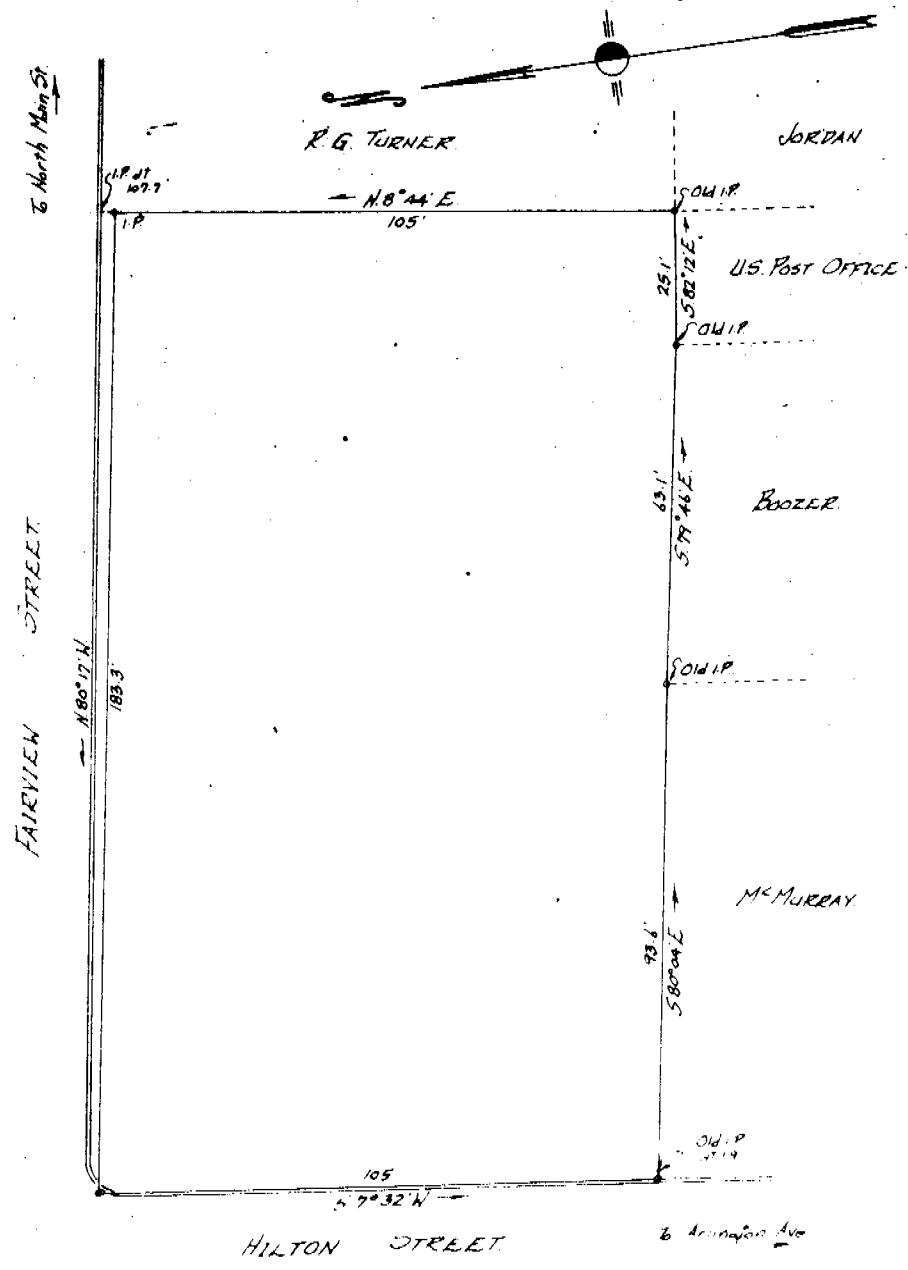 To North Main St.
R. G. TURNER
JORDAN
I.P. at
107.7'
I.P.
N. 8° 44' E.
105'
Old I.P.
25.1'
S 82° 12' E.
U.S. POST OFFICE
Old I.P.
63.1'
S. 79° 46' E.
BOOZER
FAIRVIEW STREET
N 80° 17' W
183.3'
Old I.P.
93.6'
S 80° 04' E
McMURRAY
Old I.P.
105
S. 7° 32' W
HILTON STREET
To Ave